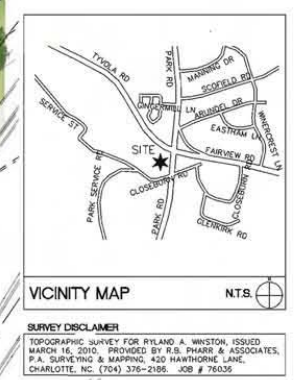 TYVOLA RD
PARK RD
MANNING DR
SCOFIELD RD
GINGERMILL LN
ARUNDEL DR
WINERCREST LN
SERVICE ST
EASTHAM LN
SITE
FAIRVIEW RD
PARK SERVICE RD
CLOSEBURN RD
CLOSEBURN RD
PARK RD
GLENKIRK RD
VICINITY MAP
N.T.S.
SURVEY DISCLAIMER
TOPOGRAPHIC SURVEY FOR RYLAND A. WINSTON, ISSUED
MARCH 16, 2010, PROVIDED BY R.B. PHARR & ASSOCIATES,
P.A. SURVEYING & MAPPING, 420 HAWTHORNE LANE,
CHARLOTTE, NC. (704) 376-2186. JOB # 76036